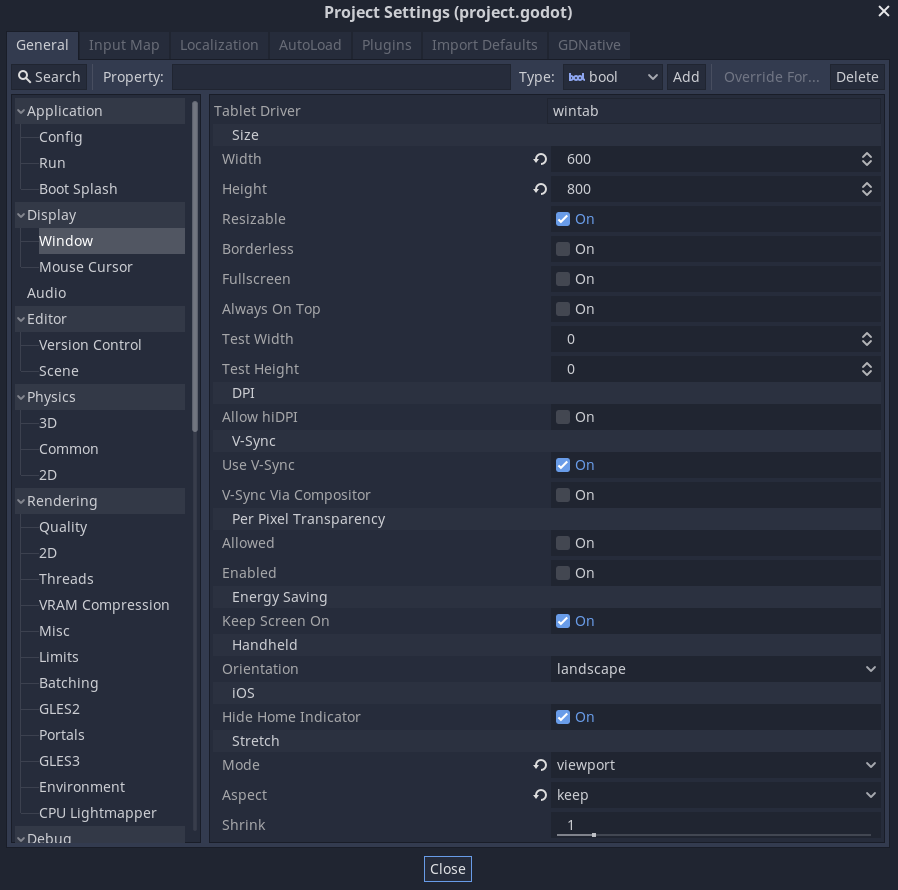 Project Settings (project.godot)
General Input Map Localization AutoLoad Plugins Import Defaults GDNative
Search Property: Type: bool bool Add Override For... Delete
Application
Config
Run
Boot Splash
Display
Window
Mouse Cursor
Audio
Editor
Version Control
Scene
Physics
3D
Common
2D
Rendering
Quality
2D
Threads
VRAM Compression
Misc
Limits
Batching
GLES2
Portals
GLES3
Environment
CPU Lightmapper
Debug
Tablet Driver wintab
Size
Width 600
Height 800
Resizable On
Borderless On
Fullscreen On
Always On Top On
Test Width 0
Test Height 0
DPI
Allow hiDPI On
V-Sync
Use V-Sync On
V-Sync Via Compositor On
Per Pixel Transparency
Allowed On
Enabled On
Energy Saving
Keep Screen On On
Handheld
Orientation landscape
iOS
Hide Home Indicator On
Stretch
Mode viewport
Aspect keep
Shrink 1
Close